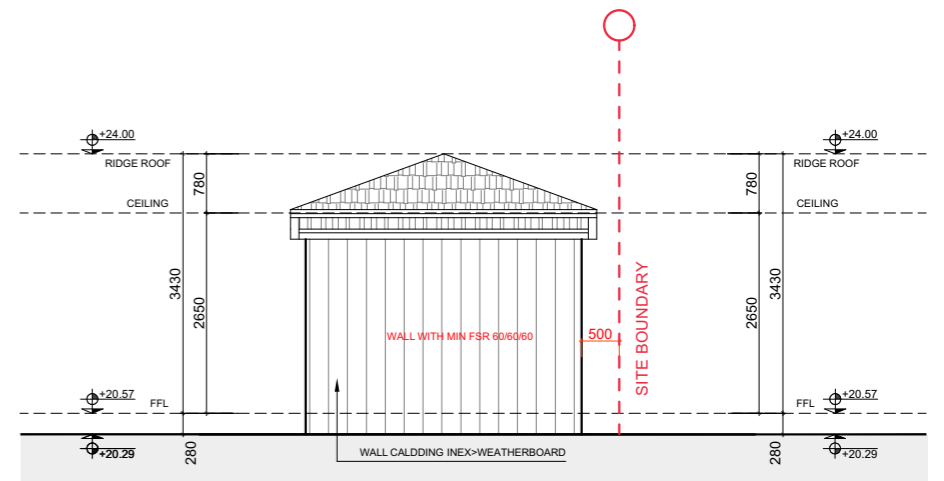 +24.00
+24.00
RIDGE ROOF
RIDGE ROOF
780
780
CEILING
CEILING
3430
2650
2650
3430
SITE BOUNDARY
WALL WITH MIN FSR 60/60/60
500
+20.57
+20.57
FFL
FFL
+20.29
280
WALL CALDDING INEX>WEATHERBOARD
280
+20.29